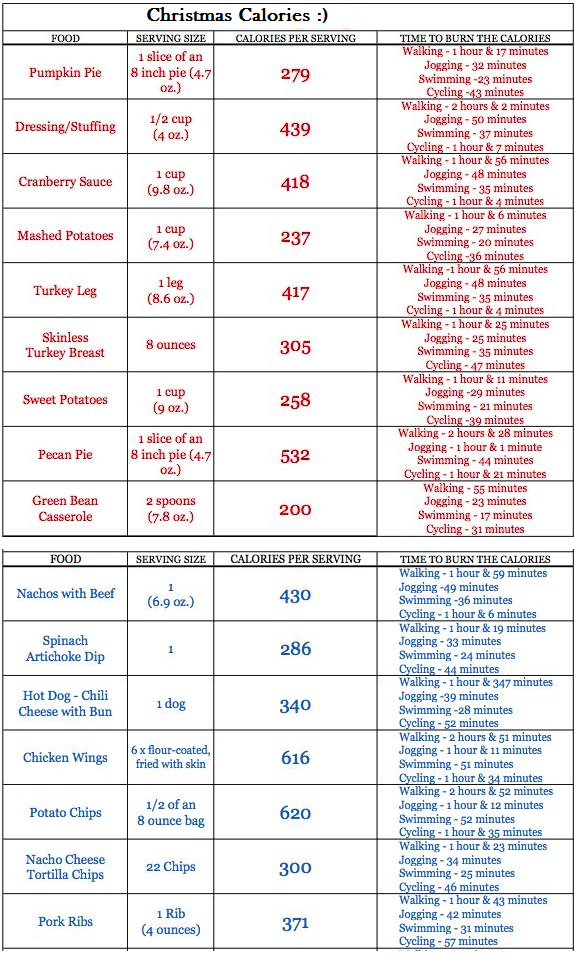 Christmas Calories :)
FOOD SERVING SIZE CALORIES PER SERVING TIME TO BURN THE CALORIES
Pumpkin Pie
1 slice of an
8 inch pie (4.7
oz.)
279
Walking - 1 hour & 17 minutes
Jogging - 32 minutes
Swimming -23 minutes
Cycling -43 minutes
Dressing/Stuffing
1/2 cup
(4 oz.)
439
Walking - 2 hours & 2 minutes
Jogging - 50 minutes
Swimming - 37 minutes
Cycling - 1 hour & 7 minutes
Cranberry Sauce
1 cup
(9.8 oz.)
418
Walking - 1 hour & 56 minutes
Jogging - 48 minutes
Swimming - 35 minutes
Cycling - 1 hour & 4 minutes
Mashed Potatoes
1 cup
(7.4 oz.)
237
Walking - 1 hour & 6 minutes
Jogging - 27 minutes
Swimming - 20 minutes
Cycling -36 minutes
Turkey Leg
1 leg
(8.6 oz.)
417
Walking -1 hour & 56 minutes
Jogging - 48 minutes
Swimming - 35 minutes
Cycling - 1 hour & 4 minutes
Skinless
Turkey Breast
8 ounces
305
Walking - 1 hour & 25 minutes
Jogging - 25 minutes
Swimming - 35 minutes
Cycling - 47 minutes
Sweet Potatoes
1 cup
(9 oz.)
258
Walking - 1 hour & 11 minutes
Jogging -29 minutes
Swimming - 21 minutes
Cycling -39 minutes
Pecan Pie
1 slice of an
8 inch pie (4.7
oz.)
532
Walking - 2 hours & 28 minutes
Jogging - 1 hour & 1 minute
Swimming - 44 minutes
Cycling - 1 hour & 21 minutes
Green Bean
Casserole
2 spoons
(7.8 oz.)
200
Walking - 55 minutes
Jogging - 23 minutes
Swimming - 17 minutes
Cycling - 31 minutes
FOOD SERVING SIZE CALORIES PER SERVING TIME TO BURN THE CALORIES
Nachos with Beef
1
(6.9 oz.)
430
Walking - 1 hour & 59 minutes
Jogging -49 minutes
Swimming -36 minutes
Cycling - 1 hour & 6 minutes
Spinach
Artichoke Dip
1
286
Walking - 1 hour & 19 minutes
Jogging - 33 minutes
Swimming - 24 minutes
Cycling - 44 minutes
Hot Dog - Chili
Cheese with Bun
1 dog
340
Walking - 1 hour & 347 minutes
Jogging -39 minutes
Swimming -28 minutes
Cycling - 52 minutes
Chicken Wings
6 x flour-coated,
fried with skin
616
Walking - 2 hours & 51 minutes
Jogging - 1 hour & 11 minutes
Swimming - 51 minutes
Cycling - 1 hour & 34 minutes
Potato Chips
1/2 of an
8 ounce bag
620
Walking - 2 hours & 52 minutes
Jogging - 1 hour & 12 minutes
Swimming - 52 minutes
Cycling - 1 hour & 35 minutes
Nacho Cheese
Tortilla Chips
22 Chips
300
Walking - 1 hour & 23 minutes
Jogging - 34 minutes
Swimming - 25 minutes
Cycling - 46 minutes
Pork Ribs
1 Rib
(4 ounces)
371
Walking - 1 hour & 43 minutes
Jogging - 42 minutes
Swimming - 31 minutes
Cycling - 57 minutes